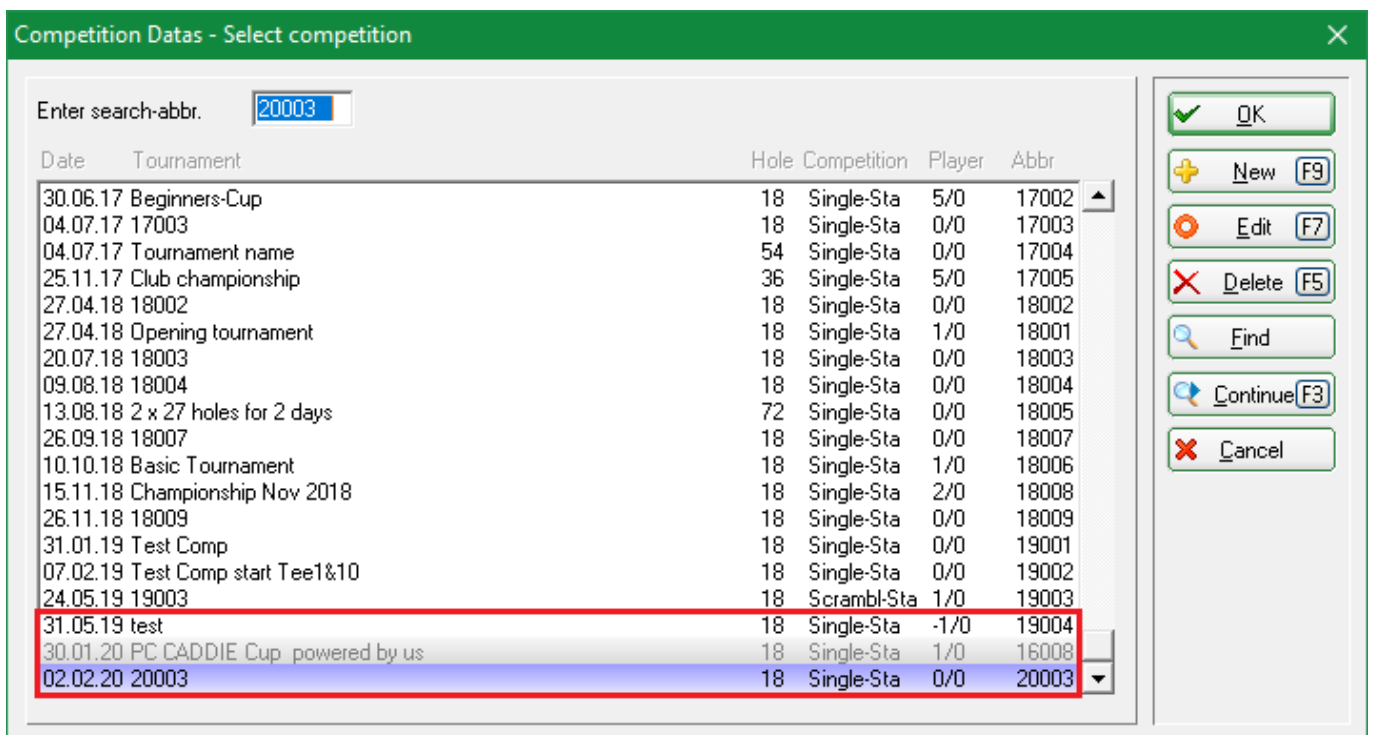 Competition Datas - Select competition
Enter search-abbr. 20003
Date Tournament Hole Competition Player Abbr
30.06.17 Beginners-Cup 18 Single-Sta 5/0 17002
04.07.17 17003 18 Single-Sta 0/0 17003
04.07.17 Tournament name 54 Single-Sta 0/0 17004
25.11.17 Club championship 36 Single-Sta 5/0 17005
27.04.18 18002 18 Single-Sta 0/0 18002
27.04.18 Opening tournament 18 Single-Sta 1/0 18001
20.07.18 18003 18 Single-Sta 0/0 18003
09.08.18 18004 18 Single-Sta 0/0 18004
13.08.18 2 x 27 holes for 2 days 72 Single-Sta 0/0 18005
26.09.18 18007 18 Single-Sta 0/0 18007
10.10.18 Basic Tournament 18 Single-Sta 1/0 18006
15.11.18 Championship Nov 2018 18 Single-Sta 2/0 18008
26.11.18 18009 18 Single-Sta 0/0 18009
31.01.19 Test Comp 18 Single-Sta 0/0 19001
07.02.19 Test Comp start Tee1&10 18 Single-Sta 0/0 19002
24.05.19 19003 18 Scrambl-Sta 1/0 19003
31.05.19 test 18 Single-Sta -1/0 19004
30.01.20 PC CADDIE Cup powered by us 18 Single-Sta 1/0 16008
02.02.20 20003 18 Single-Sta 0/0 20003
OK
New F9
Edit F7
Delete F5
Find
Continue F3
Cancel